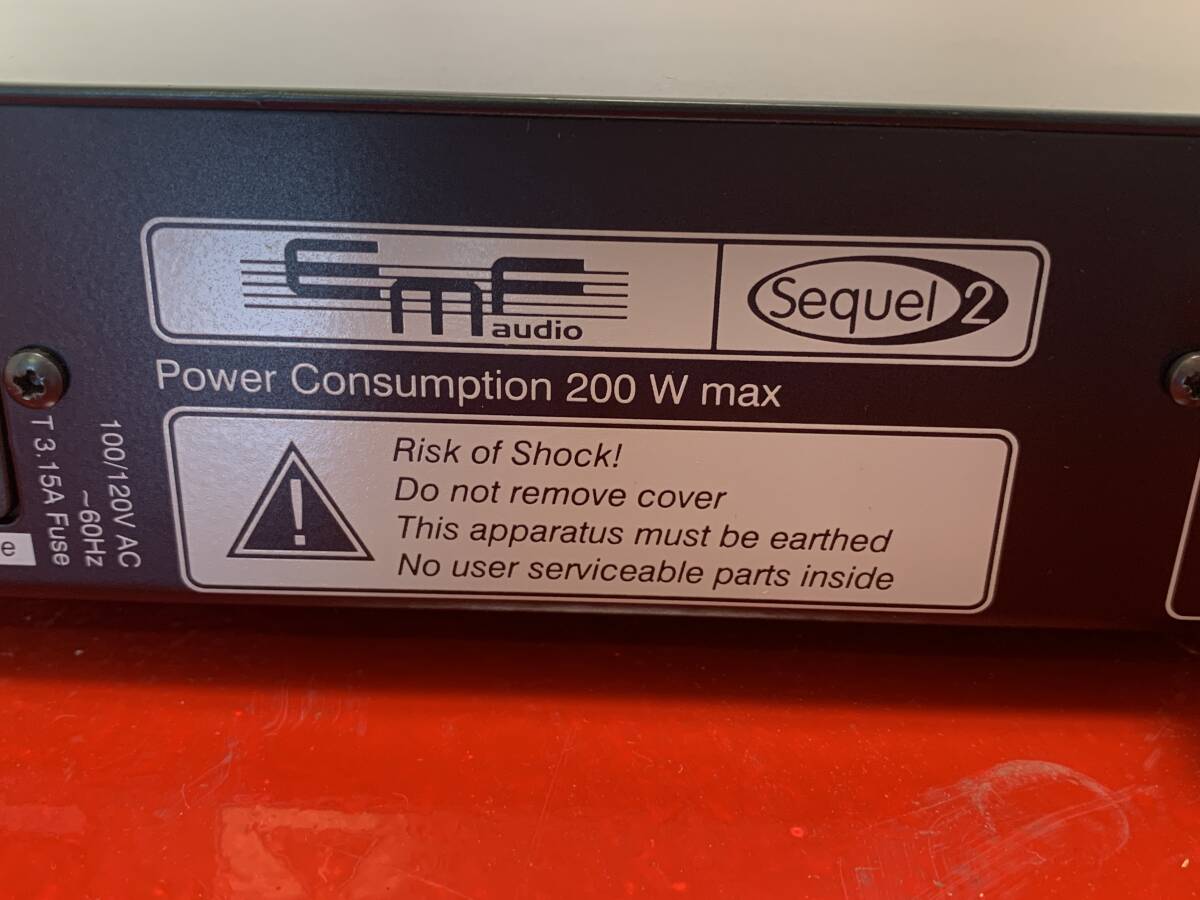 EMF
audio
Sequel 2
Power Consumption 200 W max
Risk of Shock!
Do not remove cover
This apparatus must be earthed
No user serviceable parts inside
!
100/120V AC
~60Hz
T 3.15A Fuse
e